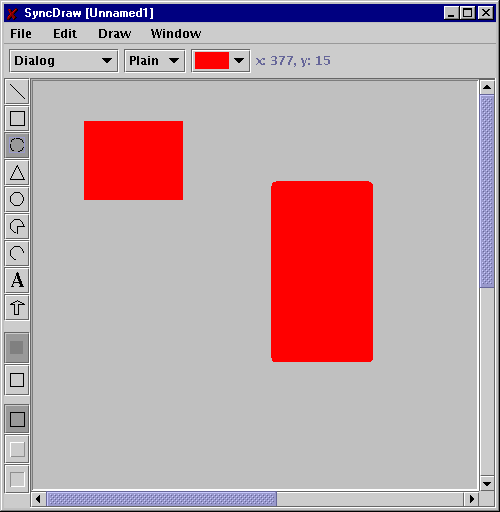 SyncDraw [Unnamed1]
File Edit Draw Window
Dialog Plain x: 377, y: 15
A